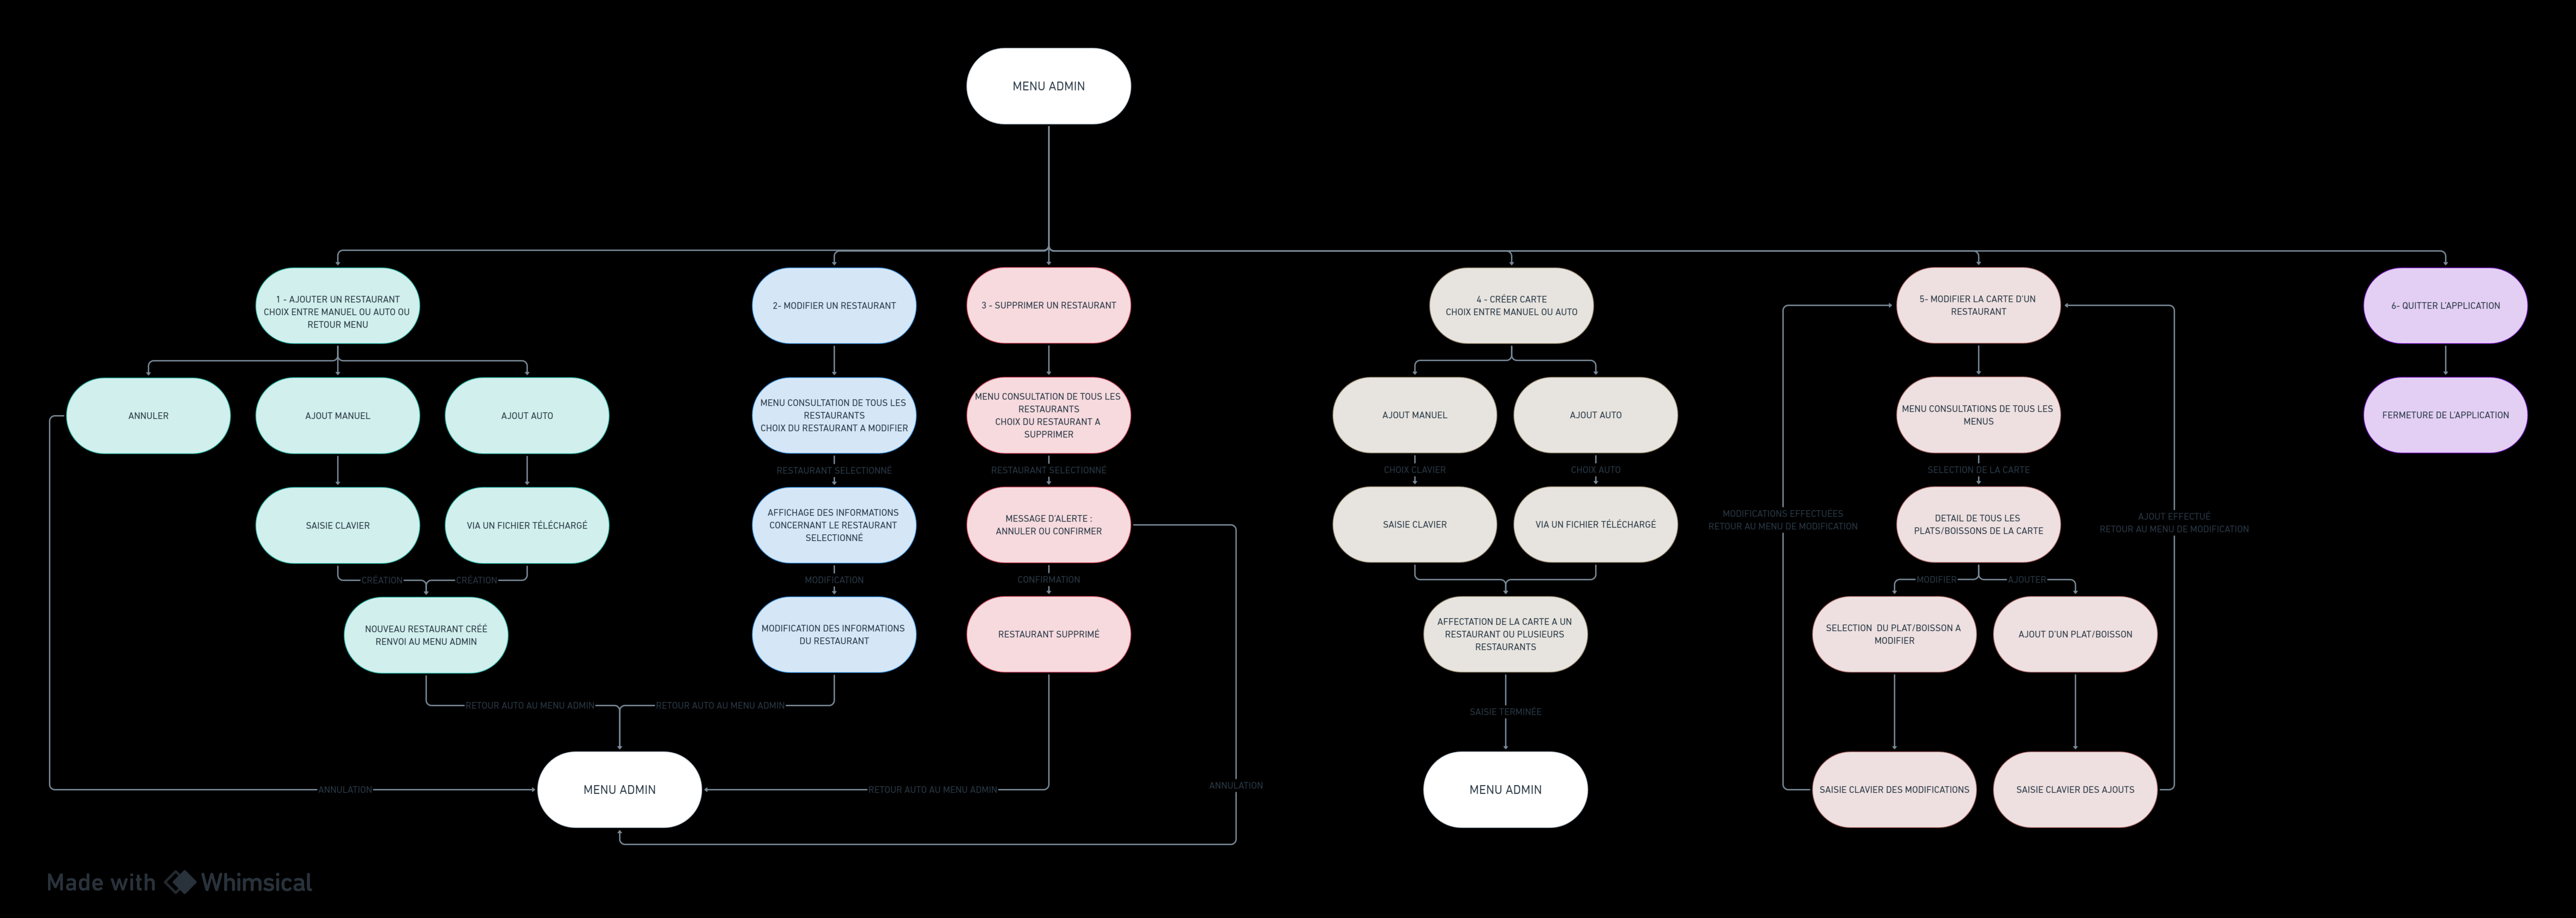 MENU ADMIN
1 - AJOUTER UN RESTAURANT
CHOIX ENTRE MANUEL OU AUTO OU
RETOUR MENU
2- MODIFIER UN RESTAURANT
3 - SUPPRIMER UN RESTAURANT
4 - CRÉER CARTE
CHOIX ENTRE MANUEL OU AUTO
5- MODIFIER LA CARTE D'UN
RESTAURANT
6- QUITTER L'APPLICATION
ANNULER
AJOUT MANUEL
AJOUT AUTO
MENU CONSULTATION DE TOUS LES
RESTAURANTS
CHOIX DU RESTAURANT A MODIFIER
MENU CONSULTATION DE TOUS LES
RESTAURANTS
CHOIX DU RESTAURANT A
SUPPRIMER
AJOUT MANUEL
AJOUT AUTO
MENU CONSULTATIONS DE TOUS LES
MENUS
FERMETURE DE L'APPLICATION
RESTAURANT SELECTIONNÉ
RESTAURANT SELECTIONNÉ
CHOIX CLAVIER
CHOIX AUTO
SELECTION DE LA CARTE
SAISIE CLAVIER
VIA UN FICHIER TÉLÉCHARGÉ
AFFICHAGE DES INFORMATIONS
CONCERNANT LE RESTAURANT
SELECTIONNÉ
MESSAGE D'ALERTE :
ANNULER OU CONFIRMER
SAISIE CLAVIER
VIA UN FICHIER TÉLÉCHARGÉ
MODIFICATIONS EFFECTUÉES
RETOUR AU MENU DE MODIFICATION
DETAIL DE TOUS LES
PLATS/BOISSONS DE LA CARTE
AJOUT EFFECTUÉ
RETOUR AU MENU DE MODIFICATION
CRÉATION
CRÉATION
MODIFICATION
CONFIRMATION
MODIFIER
AJOUTER
NOUVEAU RESTAURANT CRÉÉ
RENVOI AU MENU ADMIN
MODIFICATION DES INFORMATIONS
DU RESTAURANT
RESTAURANT SUPPRIMÉ
AFFECTATION DE LA CARTE A UN
RESTAURANT OU PLUSIEURS
RESTAURANTS
SELECTION DU PLAT/BOISSON A
MODIFIER
AJOUT D'UN PLAT/BOISSON
RETOUR AUTO AU MENU ADMIN
RETOUR AUTO AU MENU ADMIN
SAISIE TERMINÉE
ANNULATION
MENU ADMIN
RETOUR AUTO AU MENU ADMIN
ANNULATION
MENU ADMIN
SAISIE CLAVIER DES MODIFICATIONS
SAISIE CLAVIER DES AJOUTS
Made with Whimsical